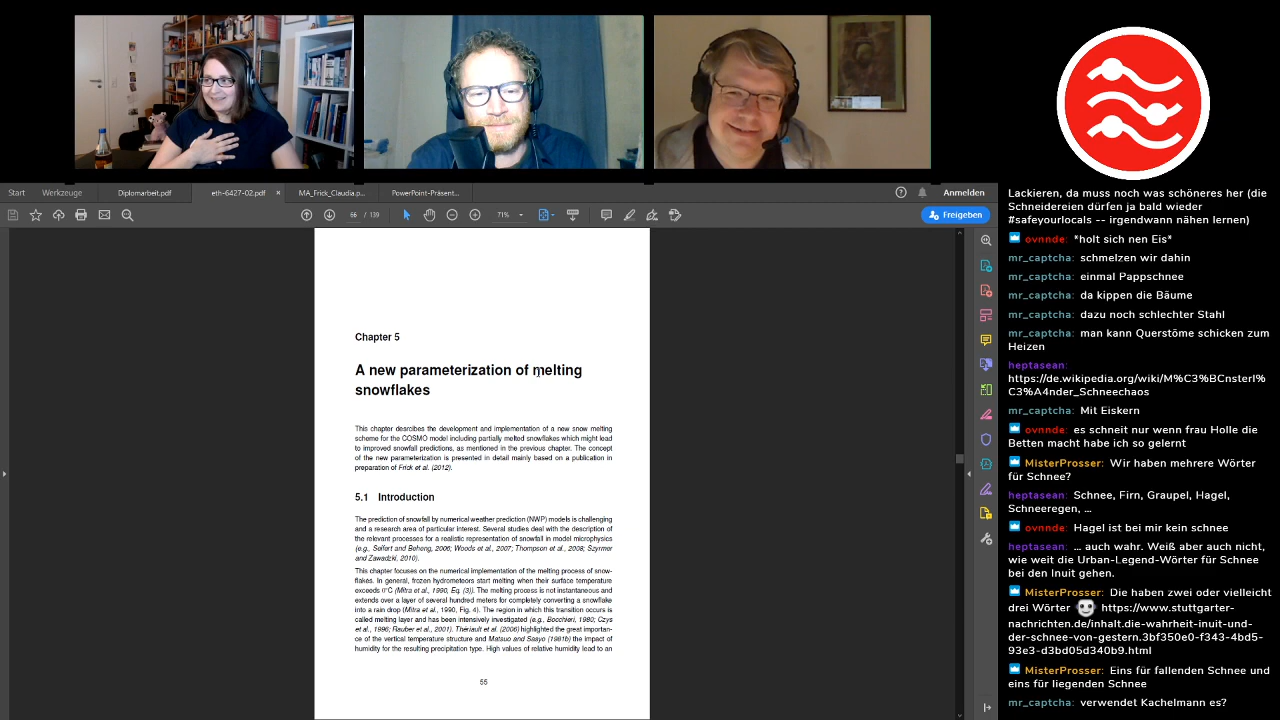 Start
Werkzeuge
Diplomarbeit.pdf
eth-6427-02.pdf
×
MA_Frick_Claudia.p...
PowerPoint-Präsent...
Anmelden
66 / 139
71%
Freigeben
Chapter 5
A new parameterization of melting
snowflakes
This chapter describes the development and implementation of a new snow melting
scheme for the COSMO model including partially melted snowflakes which might lead
to improved snowfall predictions, as mentioned in the previous chapter. The concept
of the new parameterization is presented in detail mainly based on a publication in
preparation of Frick et al. (2012).
5.1 Introduction
The prediction of snowfall by numerical weather prediction (NWP) models is challenging
and a research area of particular interest. Several studies deal with the description of
the relevant processes for a realistic representation of snowfall in model microphysics
(e.g., Seifert and Beheng, 2006; Woods et al., 2007; Thompson et al., 2008; Szyrmer
and Zawadzki, 2010).
This chapter focuses on the numerical implementation of the melting process of snow-
flakes. In general, frozen hydrometeors start melting when their surface temperature
exceeds 0°C (Mitra et al., 1990, Eq. (3)). The melting process is not instantaneous and
extends over a layer of several hundred meters for completely converting a snowflake
into a rain drop (Mitra et al., 1990, Fig. 4). The region in which this transition occurs is
called melting layer and has been intensively investigated (e.g., Bocchieri, 1980; Czys
et al., 1996; Rauber et al., 2001). Thériault et al. (2006) highlighted the great importan-
ce of the vertical temperature structure and Matsuo and Sasyo (1981b) the impact of
humidity for the resulting precipitation type. High values of relative humidity lead to an
55
Lackieren, da muss noch was schöneres her (die
Schneidereien dürfen ja bald wieder
#safeyourlocals -- irgendwann nähen lernen)
ovnnde: *holt sich nen Eis*
mr_captcha: schmelzen wir dahin
mr_captcha: einmal Pappschnee
mr_captcha: da kippen die Bäume
mr_captcha: dazu noch schlechter Stahl
mr_captcha: man kann Querstöme schicken zum
Heizen
heptasean:
https://de.wikipedia.org/wiki/M%C3%BCnsterl%
C3%A4nder_Schneechaos
mr_captcha: Mit Eiskern
ovnnde: es schneit nur wenn frau Holle die
Betten macht habe ich so gelernt
MisterProsser: Wir haben mehrere Wörter
für Schnee?
heptasean: Schnee, Firn, Graupel, Hagel,
Schneeregen, ...
ovnnde: Hagel ist bei mir kein schnee
heptasean: ... auch wahr. Weiß aber auch nicht,
wie weit die Urban-Legend-Wörter für Schnee
bei den Inuit gehen.
MisterProsser: Die haben zwei oder vielleicht
drei Wörter https://www.stuttgarter-
nachrichten.de/inhalt.die-wahrheit-inuit-und-
der-schnee-von-gestern.3bf350e0-f343-4bd5-
93e3-d3bd05d340b9.html
MisterProsser: Eins für fallenden Schnee und
eins für liegenden Schnee
mr_captcha: verwendet Kachelmann es?